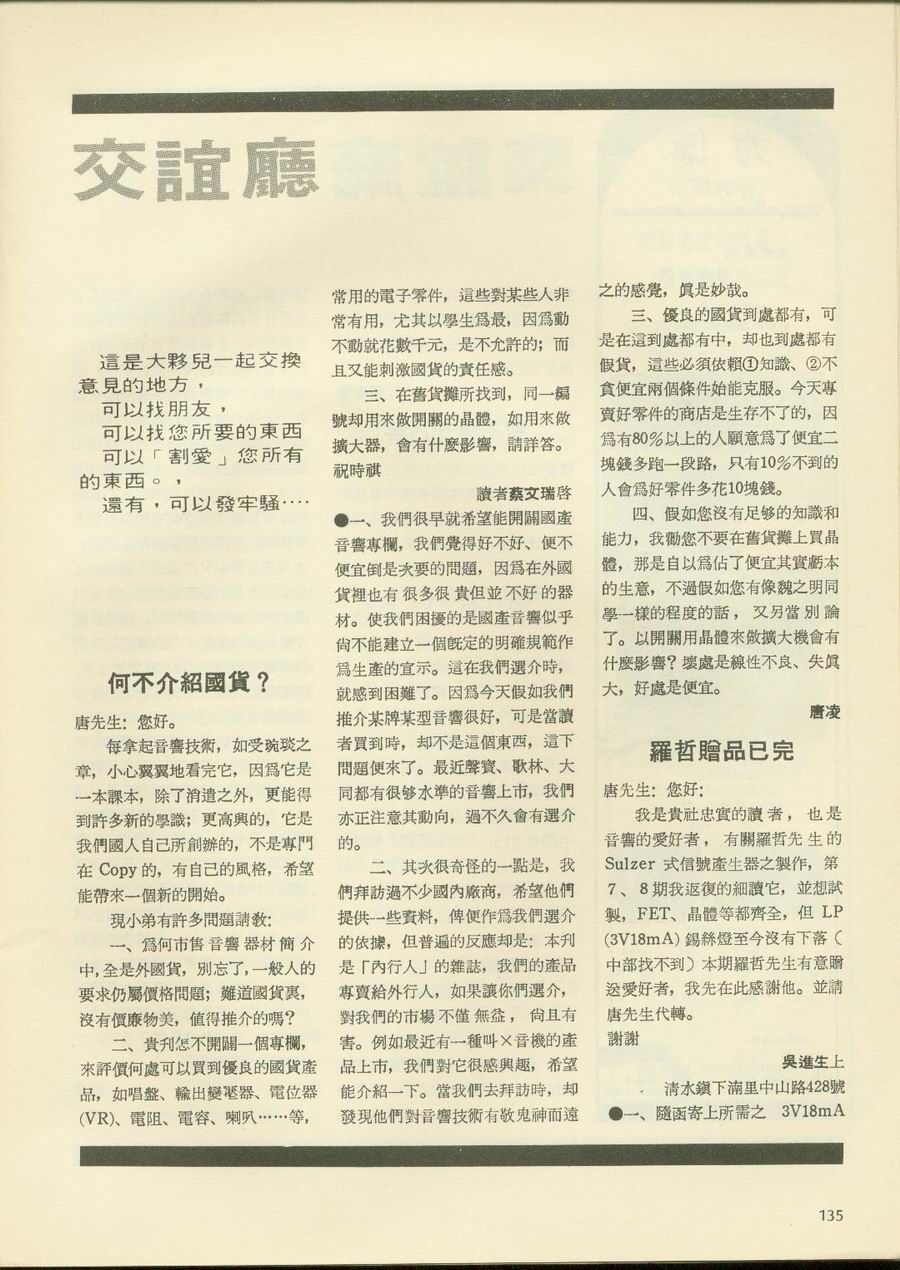 交誼廳
這是大夥兒一起交換
意見的地方，
可以找朋友，
可以找您所要的東西
可以「割愛」您所有
的東西。，
還有，可以發牢騷‥‥
何不介紹國貨？
唐先生：您好。
每拿起音響技術，如受琬琰之
章，小心翼翼地看完它，因爲它是
一本課本，除了消遣之外，更能得
到許多新的學識；更高興的，它是
我們國人自己所創辦的，不是專門
在 Copy 的，有自己的風格，希望
能帶來一個新的開始。
現小弟有許多問題請教：
一、爲何市售音響器材簡介
中，全是外國貨，別忘了，一般人的
要求仍屬價格問題；難道國貨裏，
沒有價廉物美，值得推介的嗎？
二、貴刋怎不開闢一個專欄，
來評價何處可以買到優良的國貨產
品，如唱盤、輸出變壓器、電位器
(VR)、電阻、電容、喇叭……等，
常用的電子零件，這些對某些人非
常有用，尤其以學生爲最，因爲動
不動就花數千元，是不允許的；而
且又能刺激國貨的責任感。
三、在舊貨攤所找到，同一編
號却用來做開關的晶體，如用來做
擴大器，會有什麼影響，請詳答。
祝時祺
讀者蔡文瑞啓
●一、我們很早就希望能開闢國產
音響專欄，我們覺得好不好、便不
便宜倒是次要的問題，因爲在外國
貨裡也有很多很貴但並不好的器
材。使我們困擾的是國產音響似乎
尙不能建立一個旣定的明確規範作
爲生產的宣示。這在我們選介時，
就感到困難了。因爲今天假如我們
推介某牌某型音響很好，可是當讀
者買到時，却不是這個東西，這下
問題便來了。最近聲寶、歌林、大
同都有很够水準的音響上市，我們
亦正注意其動向，過不久會有選介
的。
二、其次很奇怪的一點是，我
們拜訪過不少國內廠商，希望他們
提供一些資料，俾便作爲我們選介
的依據，但普遍的反應却是：本刋
是「內行人」的雜誌，我們的產品
專賣給外行人，如果讓你們選介，
對我們的市場不僅無益，尙且有
害。例如最近有一種叫×音機的產
品上市，我們對它很感興趣，希望
能介紹一下。當我們去拜訪時，却
發現他們對音響技術有敬鬼神而遠
之的感覺，眞是妙哉。
三、優良的國貨到處都有，可
是在這到處都有中，却也到處都有
假貨，這些必須依賴①知識、②不
貪便宜兩個條件始能克服。今天專
賣好零件的商店是生存不了的，因
爲有80％以上的人願意爲了便宜二
塊錢多跑一段路，只有10％不到的
人會爲好零件多花10塊錢。
四、假如您沒有足够的知識和
能力，我勸您不要在舊貨攤上買晶
體，那是自以爲佔了便宜其實虧本
的生意，不過假如您有像魏之明同
學一樣的程度的話，又另當別論
了。以開關用晶體來做擴大機會有
什麼影響？壞處是線性不良、失眞
大，好處是便宜。
唐凌
羅哲贈品已完
唐先生：您好：
我是貴社忠實的讀者，也是
音響的愛好者，有關羅哲先生的
Sulzer 式信號產生器之製作，第
7、8期我返復的細讀它，並想試
製，FET、晶體等都齊全，但 LP
(3V18mA) 錫絲燈至今沒有下落（
中部找不到）本期羅哲先生有意贈
送愛好者，我先在此感謝他。並請
唐先生代轉。
謝謝
吳進生上
淸水鎭下湳里中山路428號
●一、隨函寄上所需之 3V18mA
135